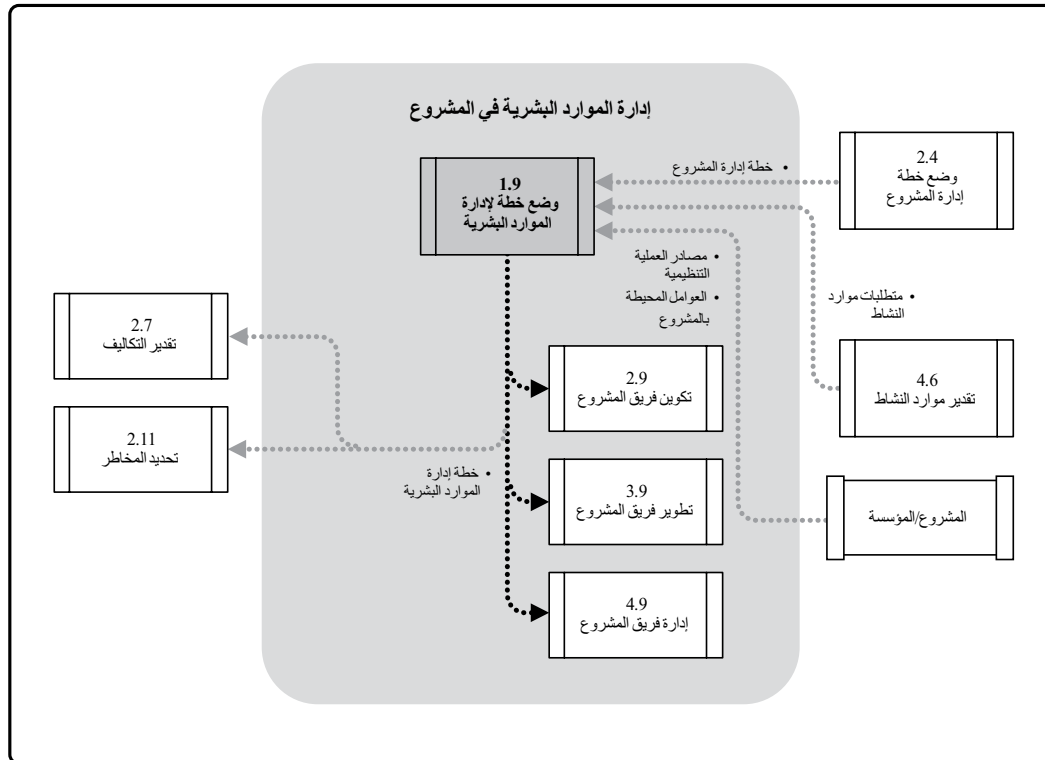 إدارة الموارد البشرية في المشروع
2.4
وضع خطة
إدارة المشروع
• خطة إدارة المشروع
1.9
وضع خطة لإدارة
الموارد البشرية
• مصادر العملية
التنظيمية
• العوامل المحيطة
بالمشروع
• متطلبات موارد
النشاط
2.7
تقدير التكاليف
2.9
تكوين فريق المشروع
4.6
تقدير موارد النشاط
2.11
تحديد المخاطر
• خطة إدارة
الموارد البشرية
3.9
تطوير فريق المشروع
المشروع/المؤسسة
4.9
إدارة فريق المشروع